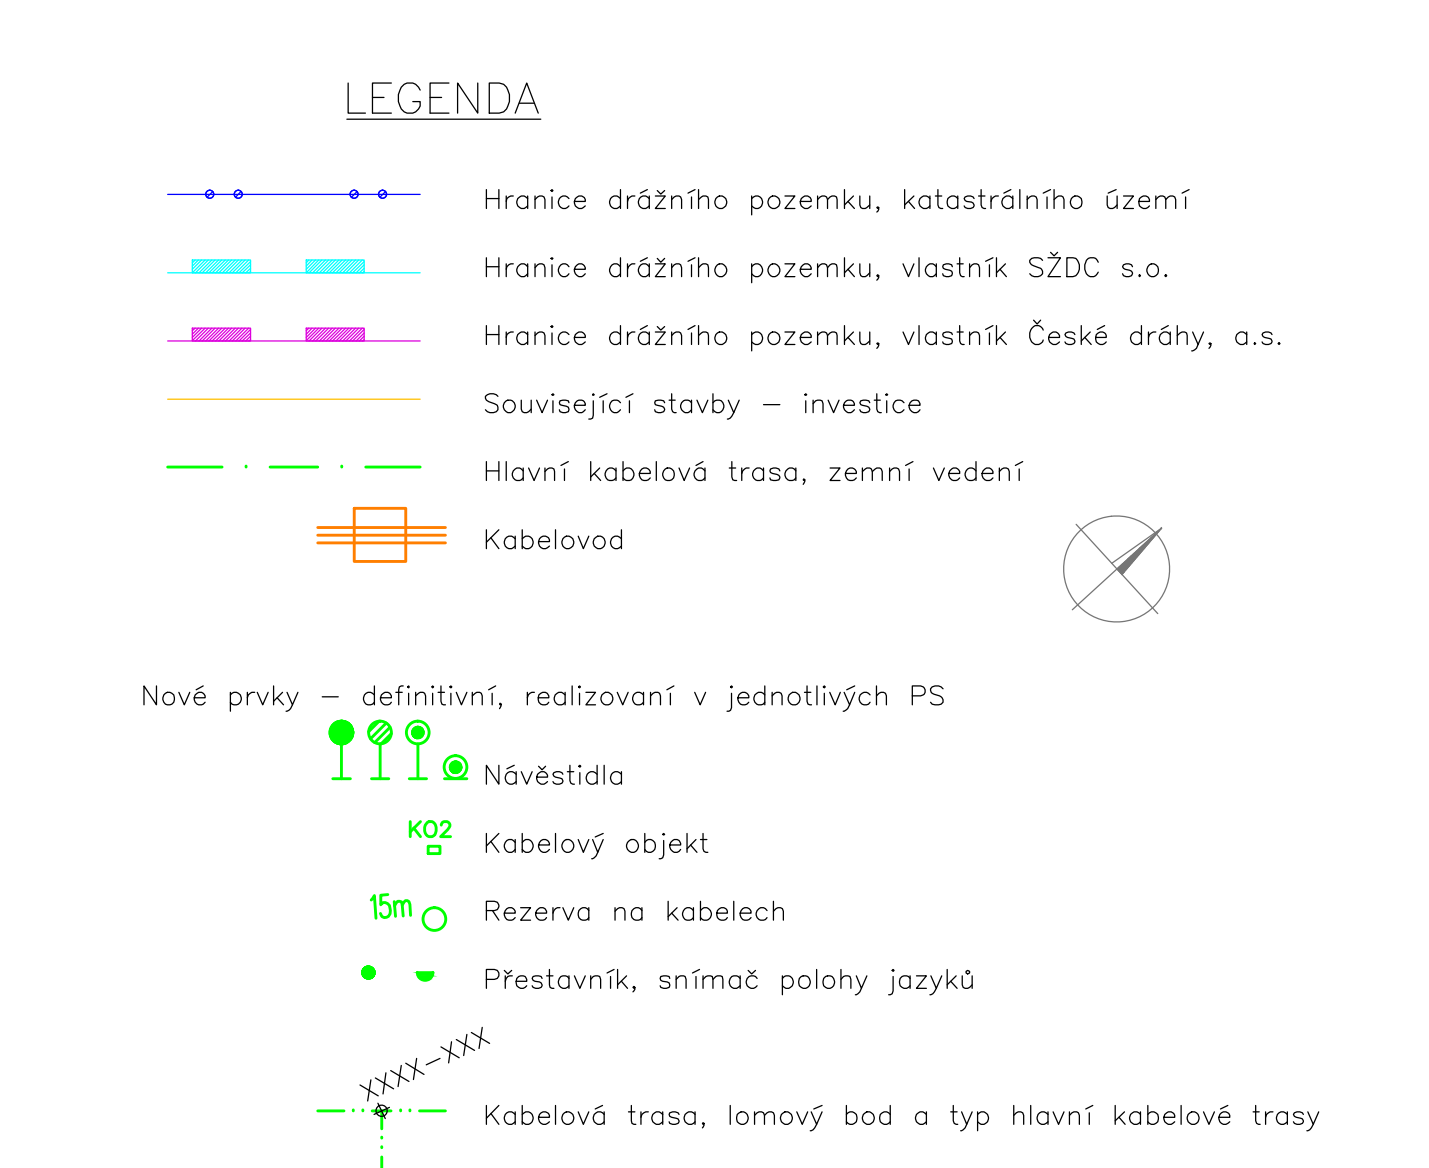 LEGENDA
Hranice drážního pozemku, katastrálního území
Hranice drážního pozemku, vlastník SŽDC s.o.
Hranice drážního pozemku, vlastník České dráhy, a.s.
Související stavby – investice
Hlavní kabelová trasa, zemní vedení
Kabelovod
Nové prvky – definitivní, realizovaní v jednotlivých PS
Návěstidla
KO2
Kabelový objekt
15m
Rezerva na kabelech
Přestavník, snímač polohy jazyků
XXXX-XXX
Kabelová trasa, lomový bod a typ hlavní kabelové trasy